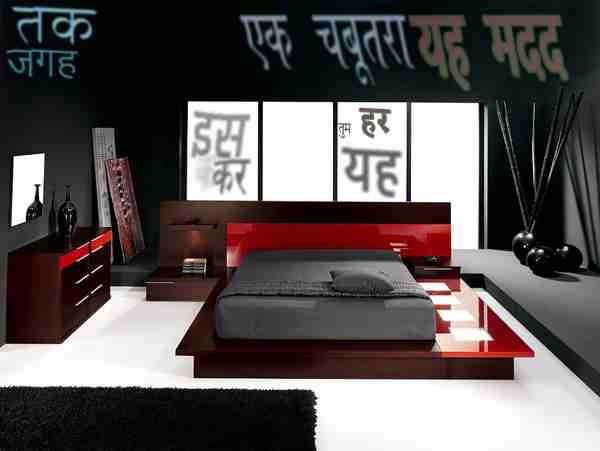 तक
जगह
एक चबूतरा यह मदद
इस
कर
तुम हर
यह